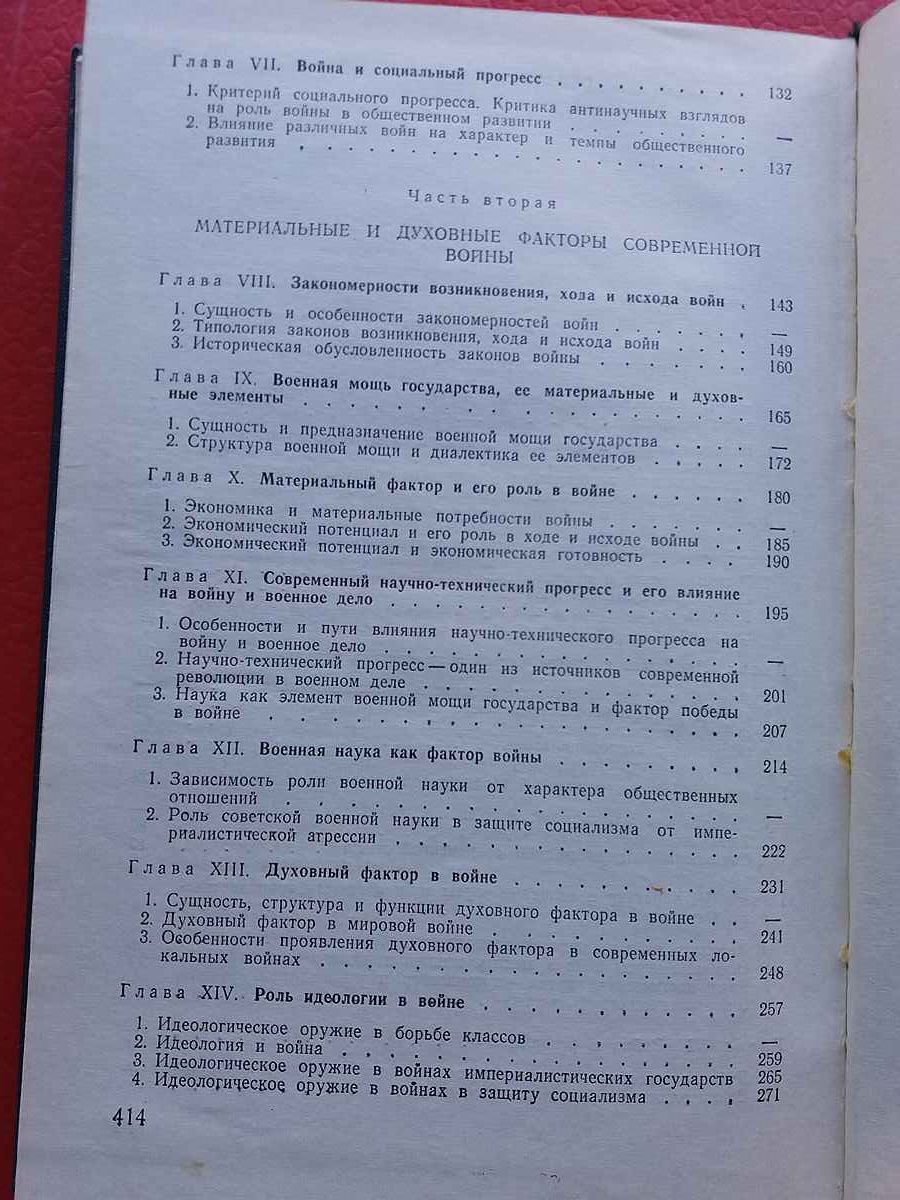 Глава VII. Война и социальный прогресс . . . . . . . . . . 132
1. Критерий социального прогресса. Критика антинаучных взглядов
на роль войны в общественном развитии . . . . . . . . —
2. Влияние различных войн на характер и темпы общественного
развития . . . . . . . . . . . . . . . . . . . 137
Часть вторая
МАТЕРИАЛЬНЫЕ И ДУХОВНЫЕ ФАКТОРЫ СОВРЕМЕННОЙ
ВОЙНЫ
Глава VIII. Закономерности возникновения, хода и исхода войн . 143
1. Сущность и особенности закономерностей войн . . . . . . . —
2. Типология законов возникновения, хода и исхода войн . . . . 149
3. Историческая обусловленность законов войны . . . . . . . 160
Глава IX. Военная мощь государства, ее материальные и духов-
ные элементы . . . . . . . . . . . . . . . . . 165
1. Сущность и предназначение военной мощи государства . . . . —
2. Структура военной мощи и диалектика ее элементов . . . . . 172
Глава X. Материальный фактор и его роль в войне . . . . . . 180
1. Экономика и материальные потребности войны . . . . . . . —
2. Экономический потенциал и его роль в ходе и исходе войны . . 185
3. Экономический потенциал и экономическая готовность . . . . . 190
Глава XI. Современный научно-технический прогресс и его влияние
на войну и военное дело . . . . . . . . . . . . . . 195
1. Особенности и пути влияния научно-технического прогресса на
войну и военное дело . . . . . . . . . . . . . . . —
2. Научно-технический прогресс — один из источников современной
революции в военном деле . . . . . . . . . . . . . 201
3. Наука как элемент военной мощи государства и фактор победы
в войне . . . . . . . . . . . . . . . . . . . 207
Глава XII. Военная наука как фактор войны . . . . . . . . . 214
1. Зависимость роли военной науки от характера общественных
отношений . . . . . . . . . . . . . . . . . . —
2. Роль советской военной науки в защите социализма от импе-
риалистической агрессии . . . . . . . . . . . . . . 222
Глава XIII. Духовный фактор в войне . . . . . . . . . . . 231
1. Сущность, структура и функции духовного фактора в войне . . —
2. Духовный фактор в мировой войне . . . . . . . . . . . 241
3. Особенности проявления духовного фактора в современных ло-
кальных войнах . . . . . . . . . . . . . . . . . 248
Глава XIV. Роль идеологии в войне . . . . . . . . . . . . 257
1. Идеологическое оружие в борьбе классов . . . . . . . . —
2. Идеология и война . . . . . . . . . . . . . . . . 259
3. Идеологическое оружие в войнах империалистических государств 265
4. Идеологическое оружие в войнах в защиту социализма . . . . 271
414